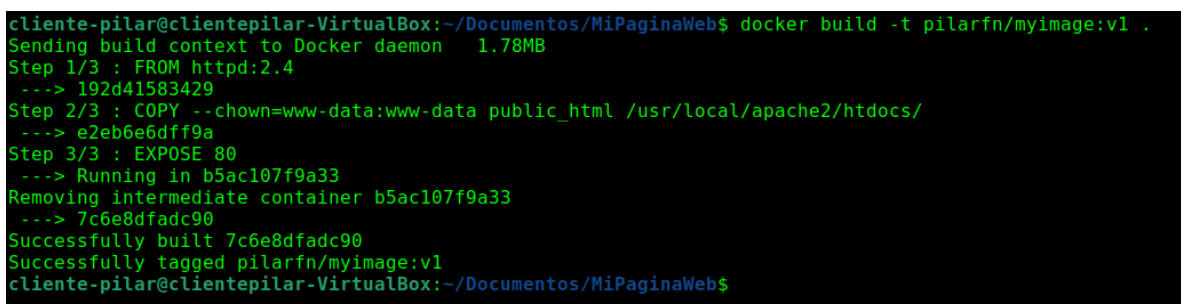 cliente-pilar@clientepilar-VirtualBox:~/Documentos/MiPaginaWeb$ docker build -t pilarfn/myimage:v1 .
Sending build context to Docker daemon   1.78MB
Step 1/3 : FROM httpd:2.4
 ---> 192d41583429
Step 2/3 : COPY --chown=www-data:www-data public_html /usr/local/apache2/htdocs/
 ---> e2eb6e6dff9a
Step 3/3 : EXPOSE 80
 ---> Running in b5ac107f9a33
Removing intermediate container b5ac107f9a33
 ---> 7c6e8dfadc90
Successfully built 7c6e8dfadc90
Successfully tagged pilarfn/myimage:v1
cliente-pilar@clientepilar-VirtualBox:~/Documentos/MiPaginaWeb$